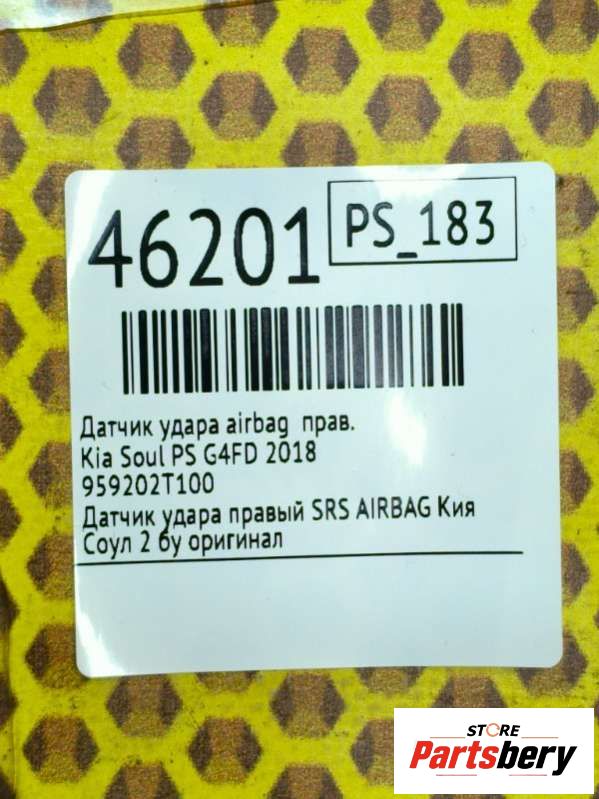 46201
PS_183
Датчик удара airbag прав.
Kia Soul PS G4FD 2018
959202T100
Датчик удара правый SRS AIRBAG Кия
Соул 2 бу оригинал
STORE
Partsbery